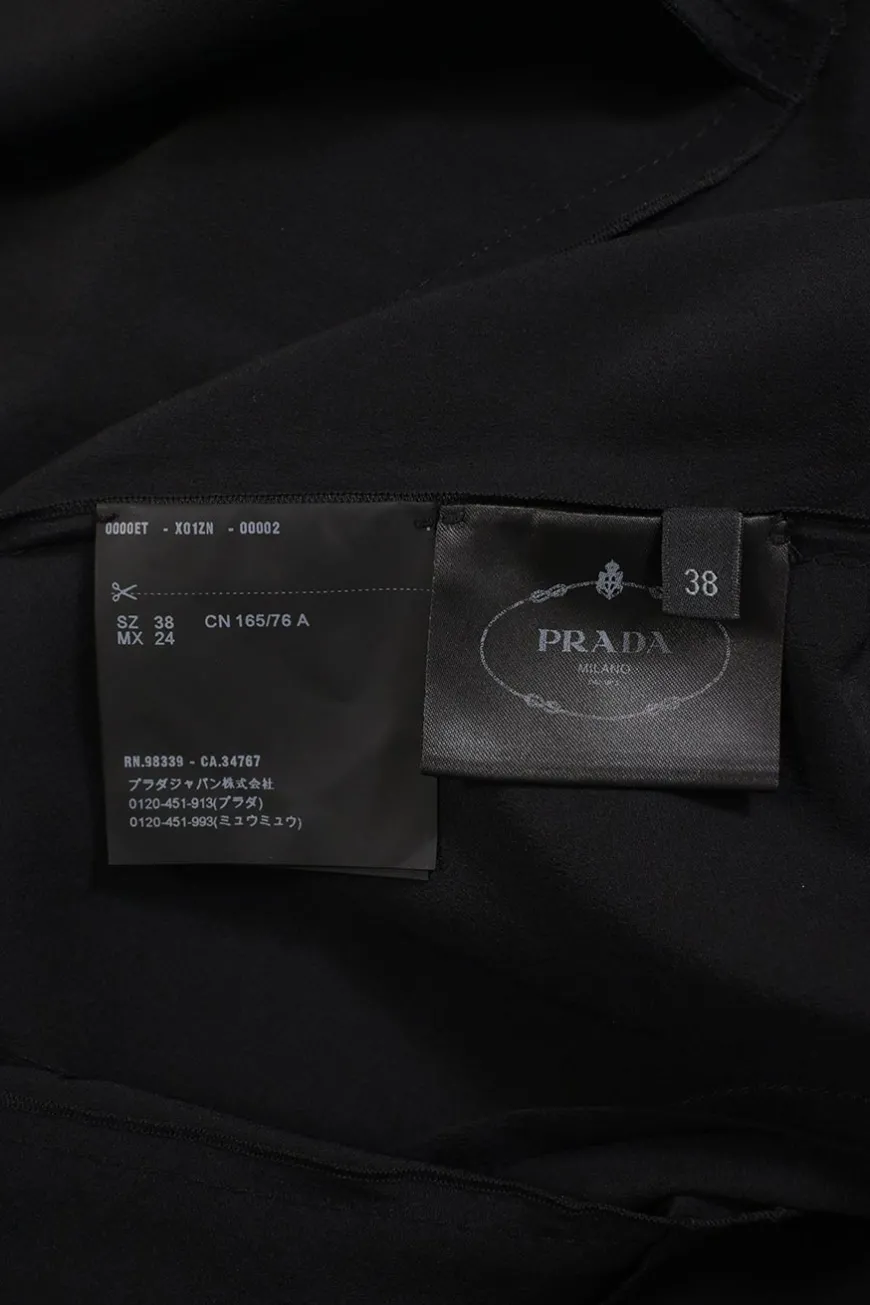 0000ET - X01ZN - 00002
SZ 38 CN 165/76 A
MX 24
RN.98339 - CA.34767
プラダジャパン株式会社
0120-451-913(プラダ)
0120-451-993(ミュウミュウ)
38
PRADA
MILANO